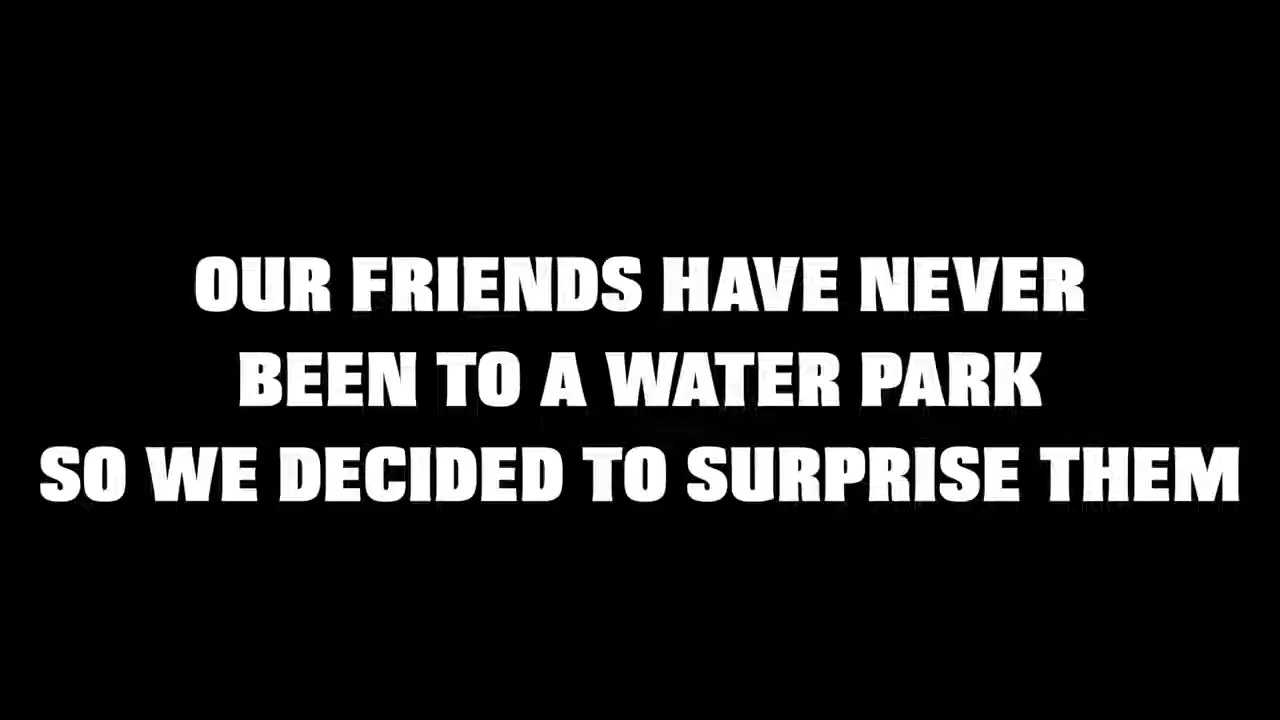 OUR FRIENDS HAVE NEVER
BEEN TO A WATER PARK
SO WE DECIDED TO SURPRISE THEM